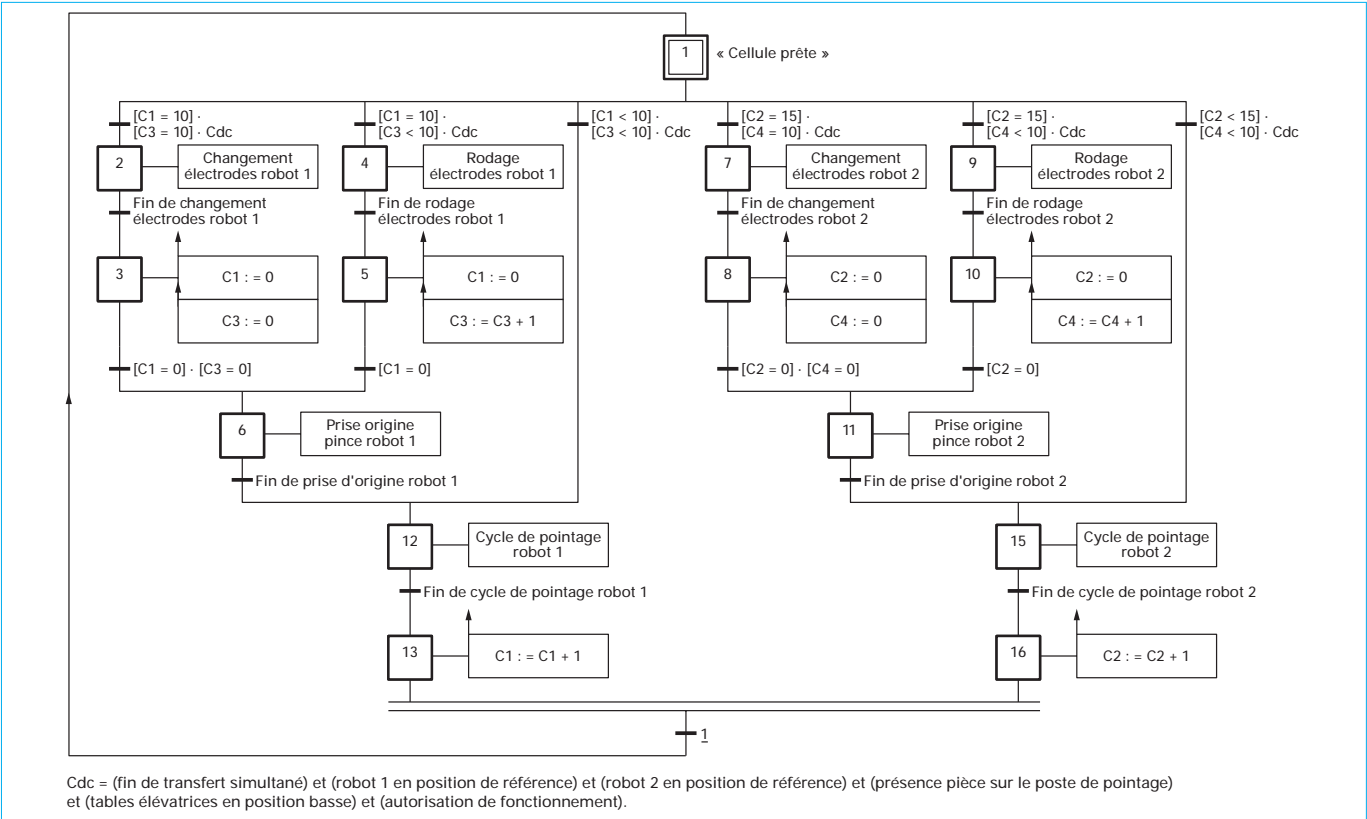 1
« Cellule prête »
[C1 = 10] ·
[C3 = 10] · Cdc
[C1 = 10] ·
[C3 < 10] · Cdc
[C1 < 10] ·
[C3 < 10] · Cdc
[C2 = 15] ·
[C4 = 10] · Cdc
[C2 = 15] ·
[C4 < 10] · Cdc
[C2 < 15] ·
[C4 < 10] · Cdc
2
Changement
électrodes robot 1
4
Rodage
électrodes robot 1
7
Changement
électrodes robot 2
9
Rodage
électrodes robot 2
Fin de changement
électrodes robot 1
Fin de rodage
électrodes robot 1
Fin de changement
électrodes robot 2
Fin de rodage
électrodes robot 2
3
C1 : = 0
C3 : = 0
5
C1 : = 0
C3 : = C3 + 1
8
C2 : = 0
C4 : = 0
10
C2 : = 0
C4 : = C4 + 1
[C1 = 0] · [C3 = 0]
[C1 = 0]
[C2 = 0] · [C4 = 0]
[C2 = 0]
6
Prise origine
pince robot 1
11
Prise origine
pince robot 2
Fin de prise d'origine robot 1
Fin de prise d'origine robot 2
12
Cycle de pointage
robot 1
15
Cycle de pointage
robot 2
Fin de cycle de pointage robot 1
Fin de cycle de pointage robot 2
13
C1 : = C1 + 1
16
C2 : = C2 + 1
1
Cdc = (fin de transfert simultané) et (robot 1 en position de référence) et (robot 2 en position de référence) et (présence pièce sur le poste de pointage)
et (tables élévatrices en position basse) et (autorisation de fonctionnement).